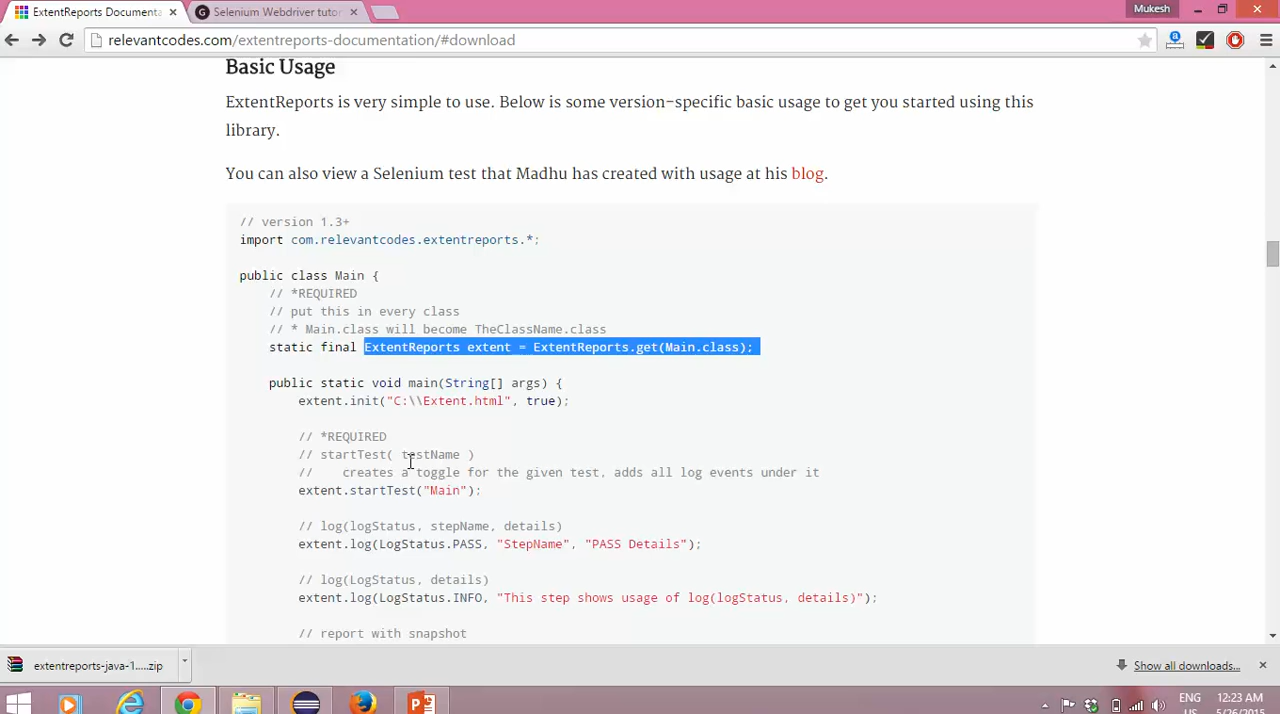 ExtentReports Documenta
Selenium Webdriver tutor
Mukesh
relevantcodes.com/extentreports-documentation/#download
Basic Usage
ExtentReports is very simple to use. Below is some version-specific basic usage to get you started using this
library.
You can also view a Selenium test that Madhu has created with usage at his blog.
// version 1.3+
import com.relevantcodes.extentreports.*;
public class Main {
// *REQUIRED
// put this in every class
// * Main.class will become TheClassName.class
static final ExtentReports extent = ExtentReports.get(Main.class);
public static void main(String[] args) {
extent.init("C:\\Extent.html", true);
// *REQUIRED
// startTest( testName )
// creates a toggle for the given test, adds all log events under it
extent.startTest("Main");
// log(logStatus, stepName, details)
extent.log(LogStatus.PASS, "StepName", "PASS Details");
// log(LogStatus, details)
extent.log(LogStatus.INFO, "This step shows usage of log(logStatus, details)");
// report with snapshot
extentreports-java-1.....zip
Show all downloads...
ENG
12:23 AM
US
5/26/2015